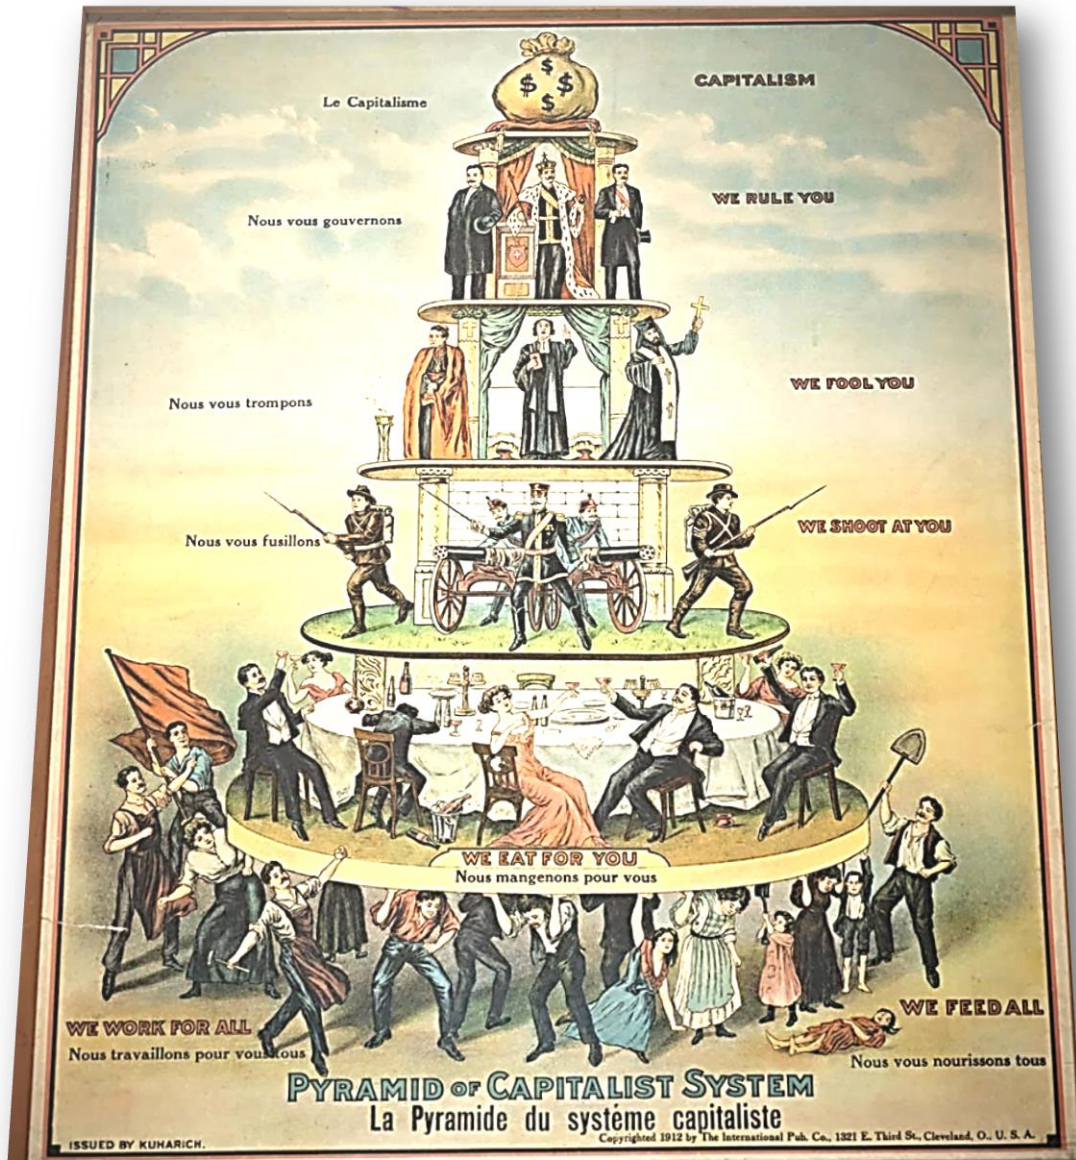 Le Capitalisme
CAPITALISM
$
$ $
$
Nous vous gouvernons
WE RULE YOU
Nous vous trompons
WE FOOL YOU
Nous vous fusillons
WE SHOOT AT YOU
WE EAT FOR YOU
Nous mangenons pour vous
WE WORK FOR ALL
Nous travaillons pour vous tous
WE FEED ALL
Nous vous nourissons tous
PYRAMID OF CAPITALIST SYSTEM
La Pyramide du systéme capitaliste
ISSUED BY KUHARICH.
Copyrighted 1912 by The International Pub. Co., 1321 E. Third St., Cleveland, O., U. S. A.